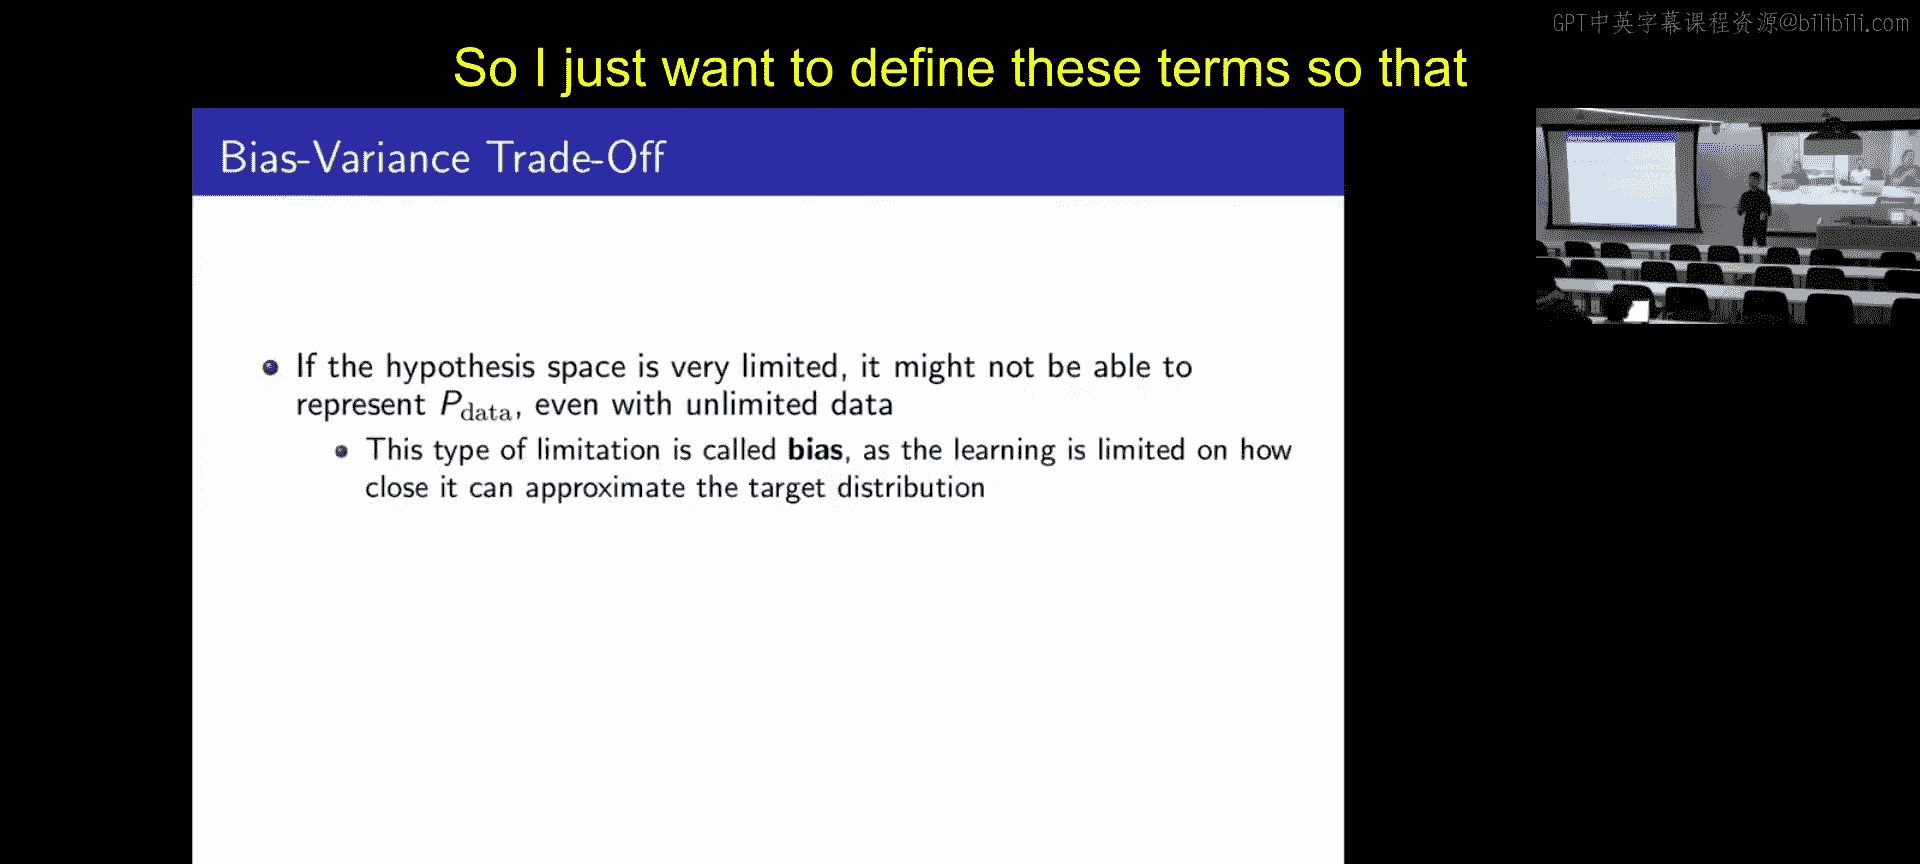 GPT中英字幕课程资源@bilibili.com
So I just want to define these terms so that
Bias-Variance Trade-Off
If the hypothesis space is very limited, it might not be able to
represent P_data, even with unlimited data
This type of limitation is called bias, as the learning is limited on how
close it can approximate the target distribution